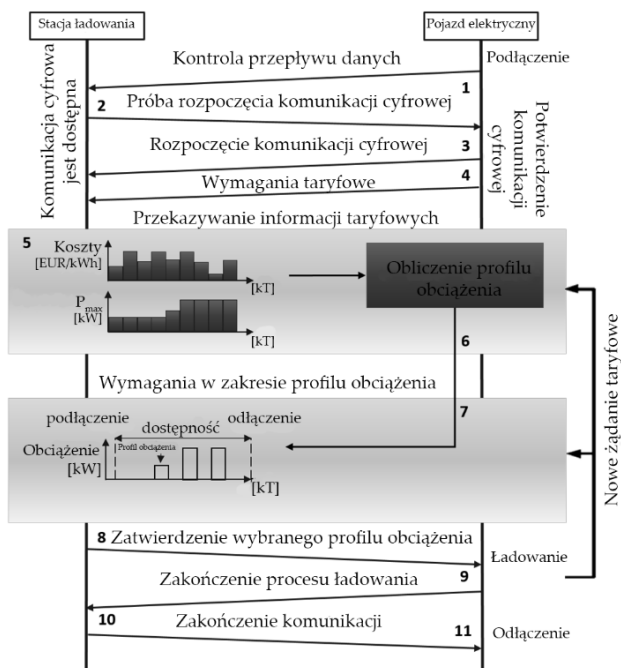 Stacja ładowania
Pojazd elektryczny
Kontrola przepływu danych
Podłączenie
1
2
Próba rozpoczęcia komunikacji cyfrowej
Komunikacja cyfrowa
jest dostępna
Potwierdzenie
komunikacji
cyfrowej
3
Rozpoczęcie komunikacji cyfrowej
4
Wymagania taryfowe
Przekazywanie informacji taryfowych
5
Koszty
[EUR/kWh]
[kT]
Obliczenie profilu
obciążenia
Pmax
[kW]
[kT]
6
Nowe żądanie taryfowe
Wymagania w zakresie profilu obciążenia
7
podłączenie
odłączenie
dostępność
Profil obciążenia
Obciążenie
[kW]
[kT]
8 Zatwierdzenie wybranego profilu obciążenia
Ładowanie
9
Zakończenie procesu ładowania
10
Zakończenie komunikacji
11
Odłączenie